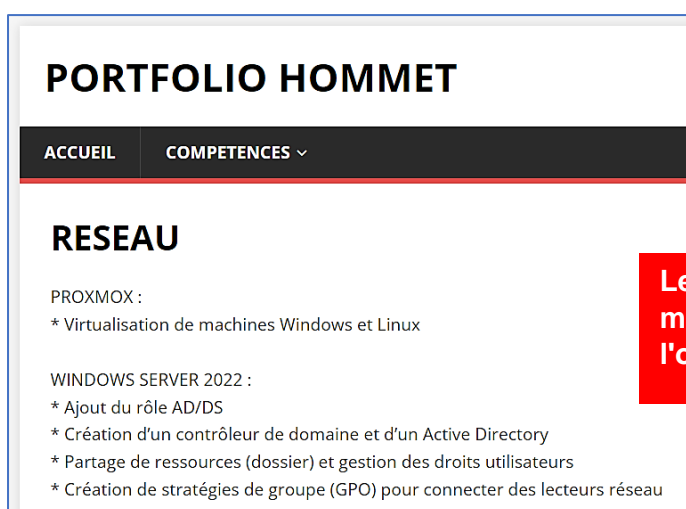 PORTFOLIO HOMMET
ACCUEIL COMPETENCES
RESEAU
PROXMOX :
* Virtualisation de machines Windows et Linux
WINDOWS SERVER 2022 :
* Ajout du rôle AD/DS
* Création d’un contrôleur de domaine et d’un Active Directory
* Partage de ressources (dossier) et gestion des droits utilisateurs
* Création de stratégies de groupe (GPO) pour connecter des lecteurs réseau